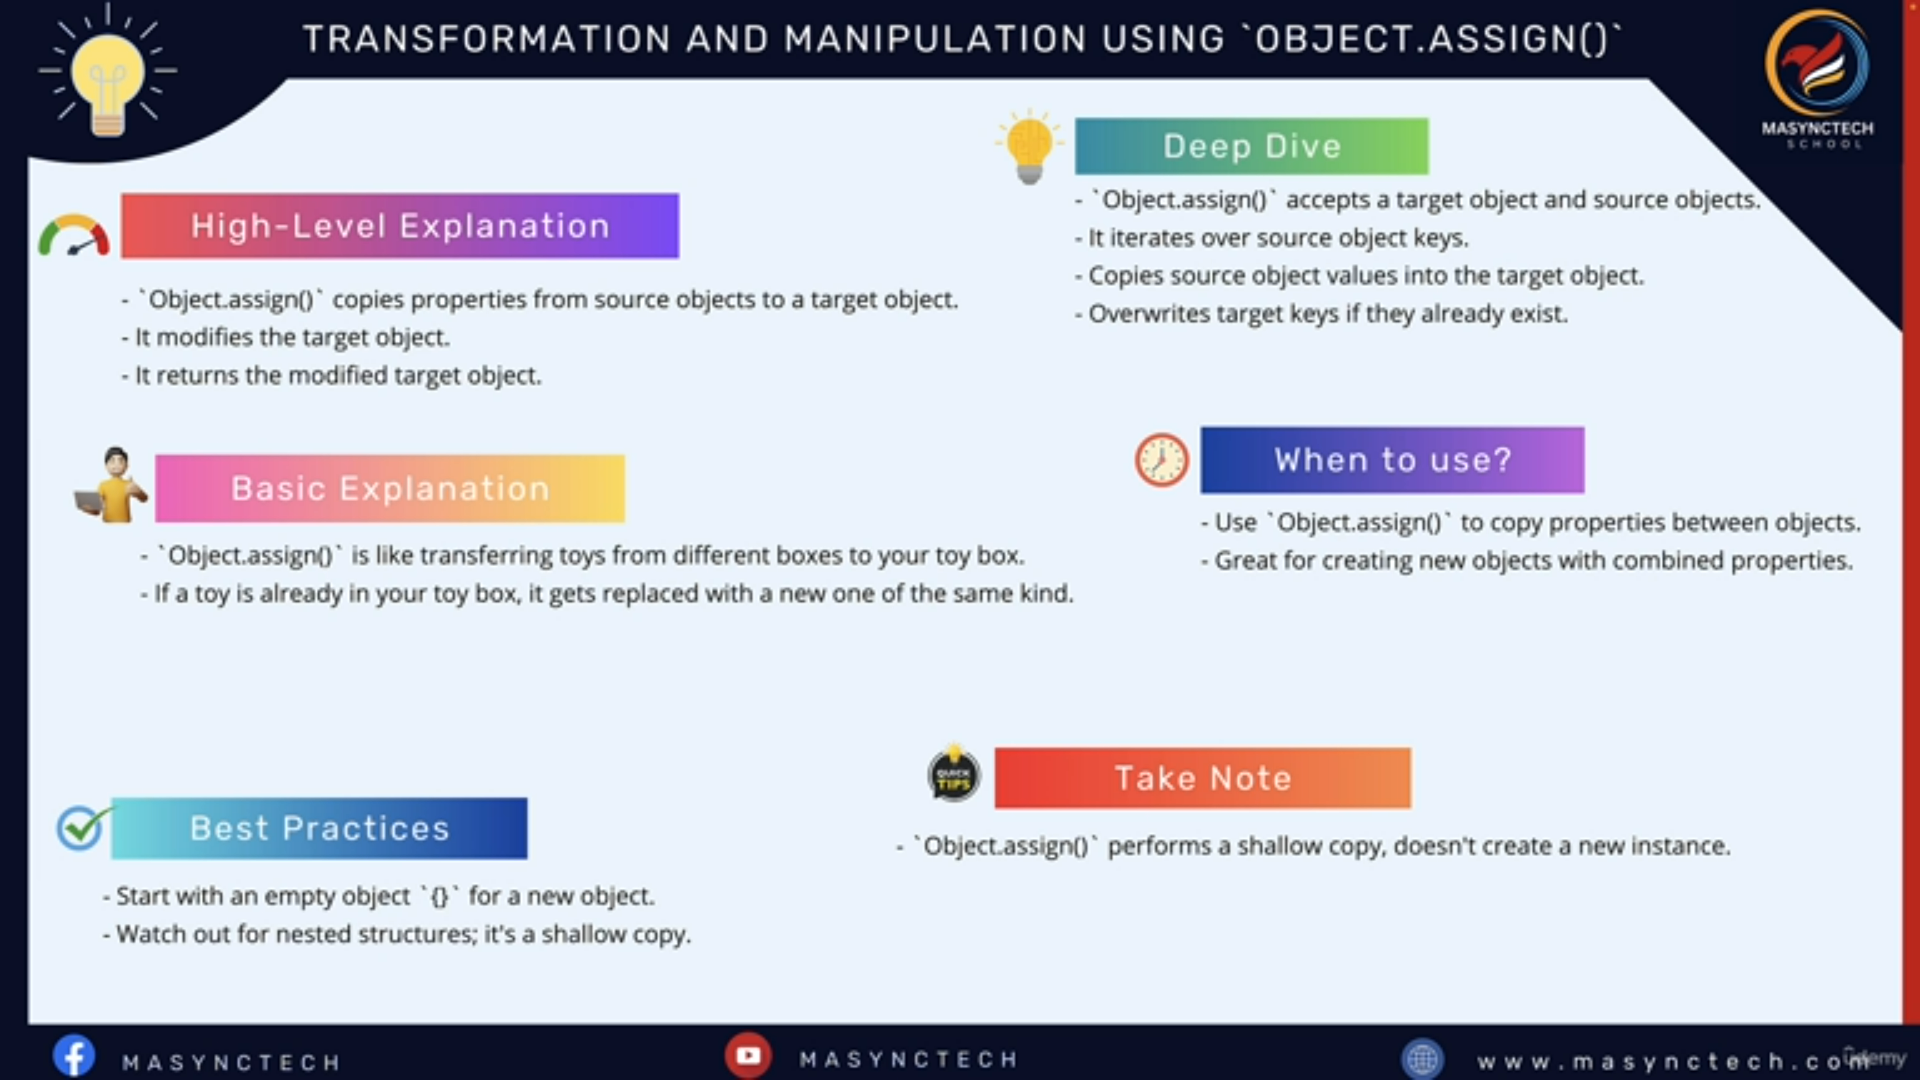 TRANSFORMATION AND MANIPULATION USING `OBJECT.ASSIGN()`
MASYNCTECH
SCHOOL
High-Level Explanation
- `Object.assign()` copies properties from source objects to a target object.
- It modifies the target object.
- It returns the modified target object.
Deep Dive
- `Object.assign()` accepts a target object and source objects.
- It iterates over source object keys.
- Copies source object values into the target object.
- Overwrites target keys if they already exist.
Basic Explanation
- `Object.assign()` is like transferring toys from different boxes to your toy box.
- If a toy is already in your toy box, it gets replaced with a new one of the same kind.
When to use?
- Use `Object.assign()` to copy properties between objects.
- Great for creating new objects with combined properties.
Best Practices
- Start with an empty object `{}` for a new object.
- Watch out for nested structures; it's a shallow copy.
QUICK
TIPS
Take Note
- `Object.assign()` performs a shallow copy, doesn't create a new instance.
MASYNCTECH
MASYNCTECH
www.masynctech.com
ûdemy